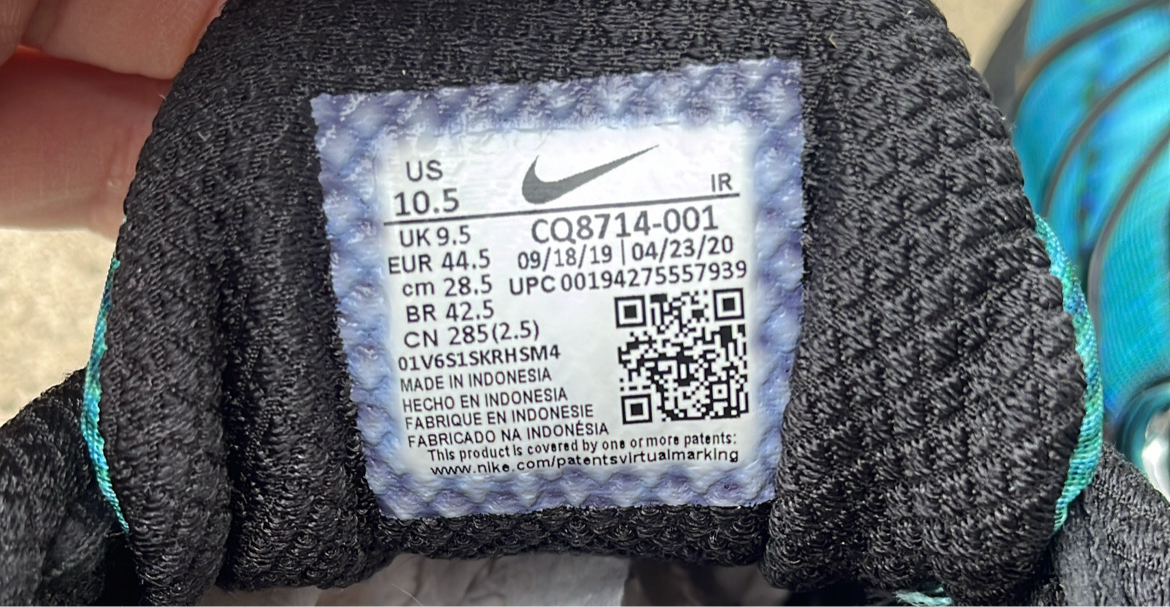 US
10.5
IR
UK 9.5
CQ8714-001
EUR 44.5
09/18/19 | 04/23/20
cm 28.5
UPC 00194275557939
BR 42.5
CN 285(2.5)
01V6S1SKRHSM4
MADE IN INDONESIA
HECHO EN INDONESIA
FABRIQUE EN INDONESIE
FABRICADO NA INDONÉSIA
This product is covered by one or more patents:
www.nike.com/patentsvirtualmarking